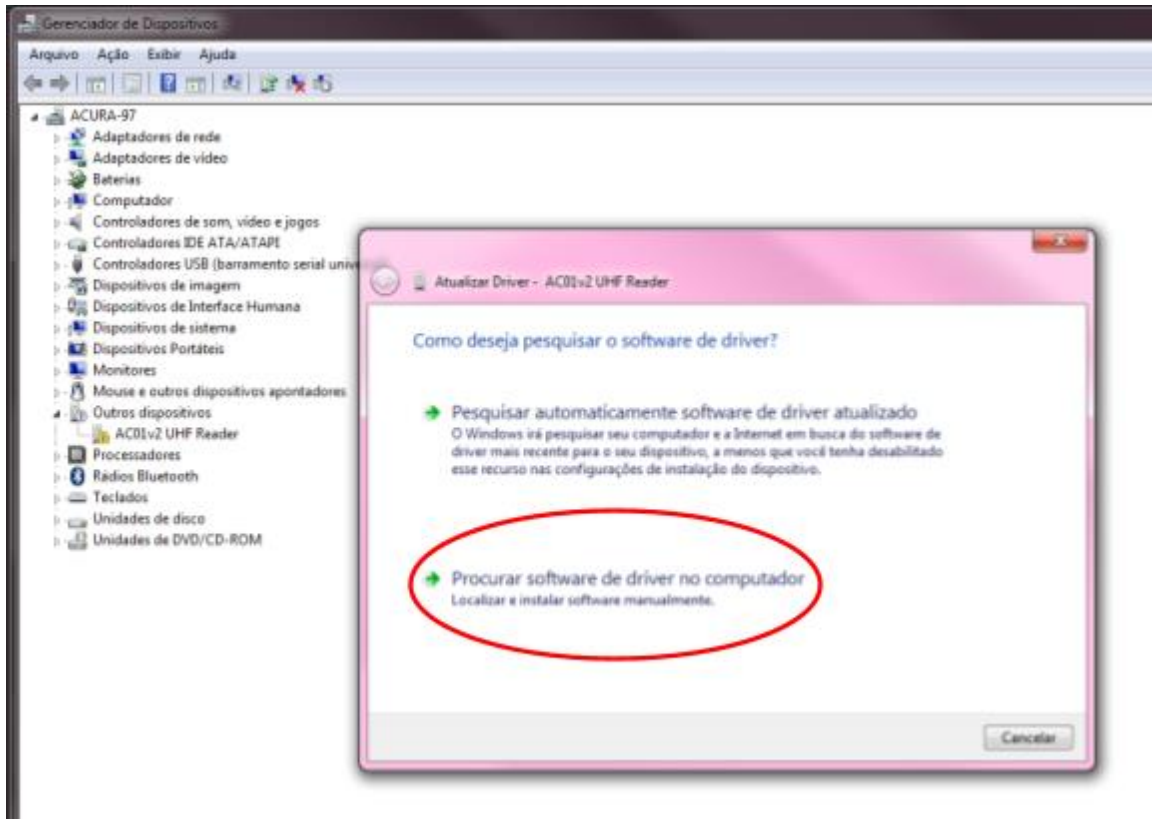 Gerenciador de Dispositivos
Arquivo Ação Exibir Ajuda
ACURA-97
Adaptadores de rede
Adaptadores de vídeo
Baterias
Computador
Controladores de som, vídeo e jogos
Controladores IDE ATA/ATAPI
Controladores USB (barramento serial
Dispositivos de imagem
Dispositivos de Interface Humana
Dispositivos de sistema
Dispositivos Portáteis
Monitores
Mouse e outros dispositivos apontadores
Outros dispositivos
AC01v2 UHF Reader
Processadores
Rádios Bluetooth
Teclados
Unidades de disco
Unidades de DVD/CD-ROM
Atualizar Driver - AC01v2 UHF Reader
Como deseja pesquisar o software de driver?
Pesquisar automaticamente software de driver atualizado
O Windows irá pesquisar seu computador e a Internet em busca do software de
driver mais recente para o seu dispositivo, a menos que você tenha desabilitado
esse recurso nas configurações de instalação do dispositivo.
Procurar software de driver no computador
Localizar e instalar software manualmente.
Cancelar